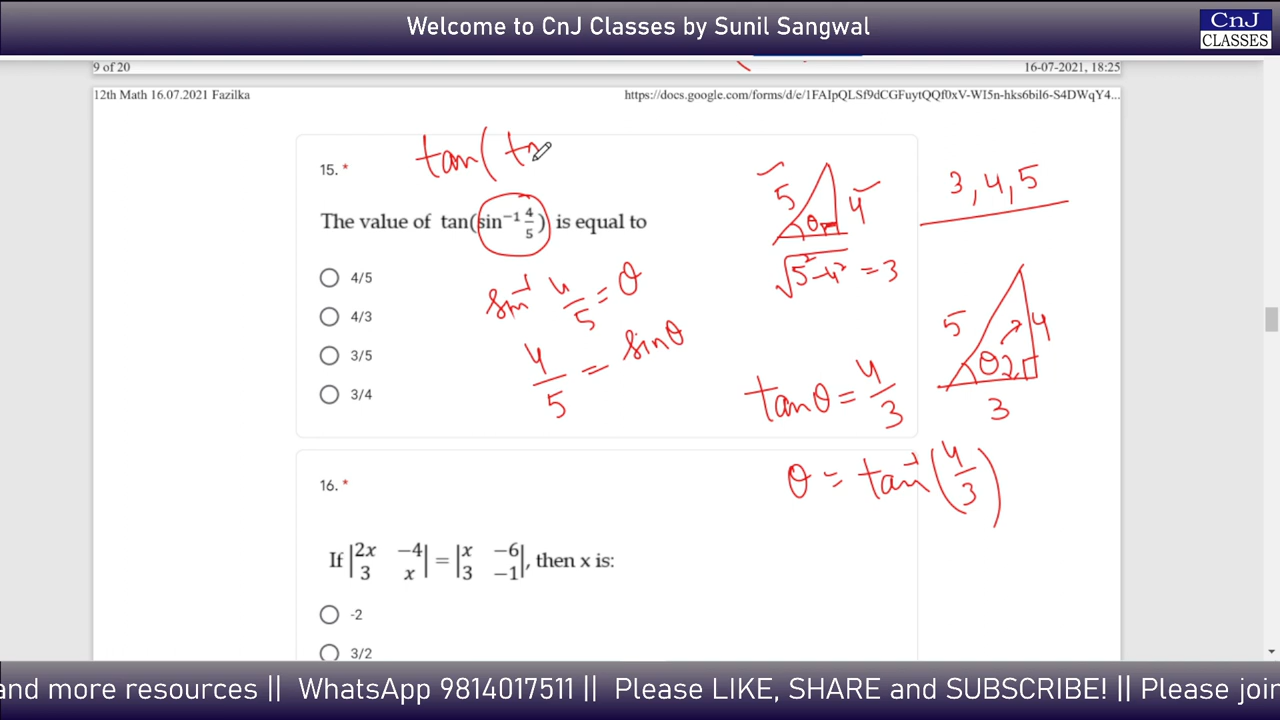 Welcome to CnJ Classes by Sunil Sangwal
CnJ
CLASSES
9 of 20
16-07-2021, 18:25
12th Math 16.07.2021 Fazilka
https://docs.google.com/forms/d/e/1FAIpQLSf9dCGFuytQQf0xV-WI5n-hks6bil6-S4DWqY4...
15. *
tan(
The value of tan(sin⁻¹ 4/5) is equal to
4/5
4/3
3/5
3/4
sin⁻¹ 4/5 = θ
4/5 = sinθ
5
4
θ
√5²-4² = 3
3, 4, 5
5
4
θ
3
tanθ = 4/3
θ = tan⁻¹(4/3)
16. *
If |2x −4| = |x −6|, then x is:
|3 x| |3 −1|
-2
3/2
and more resources || WhatsApp 9814017511 || Please LIKE, SHARE and SUBSCRIBE! || Please join